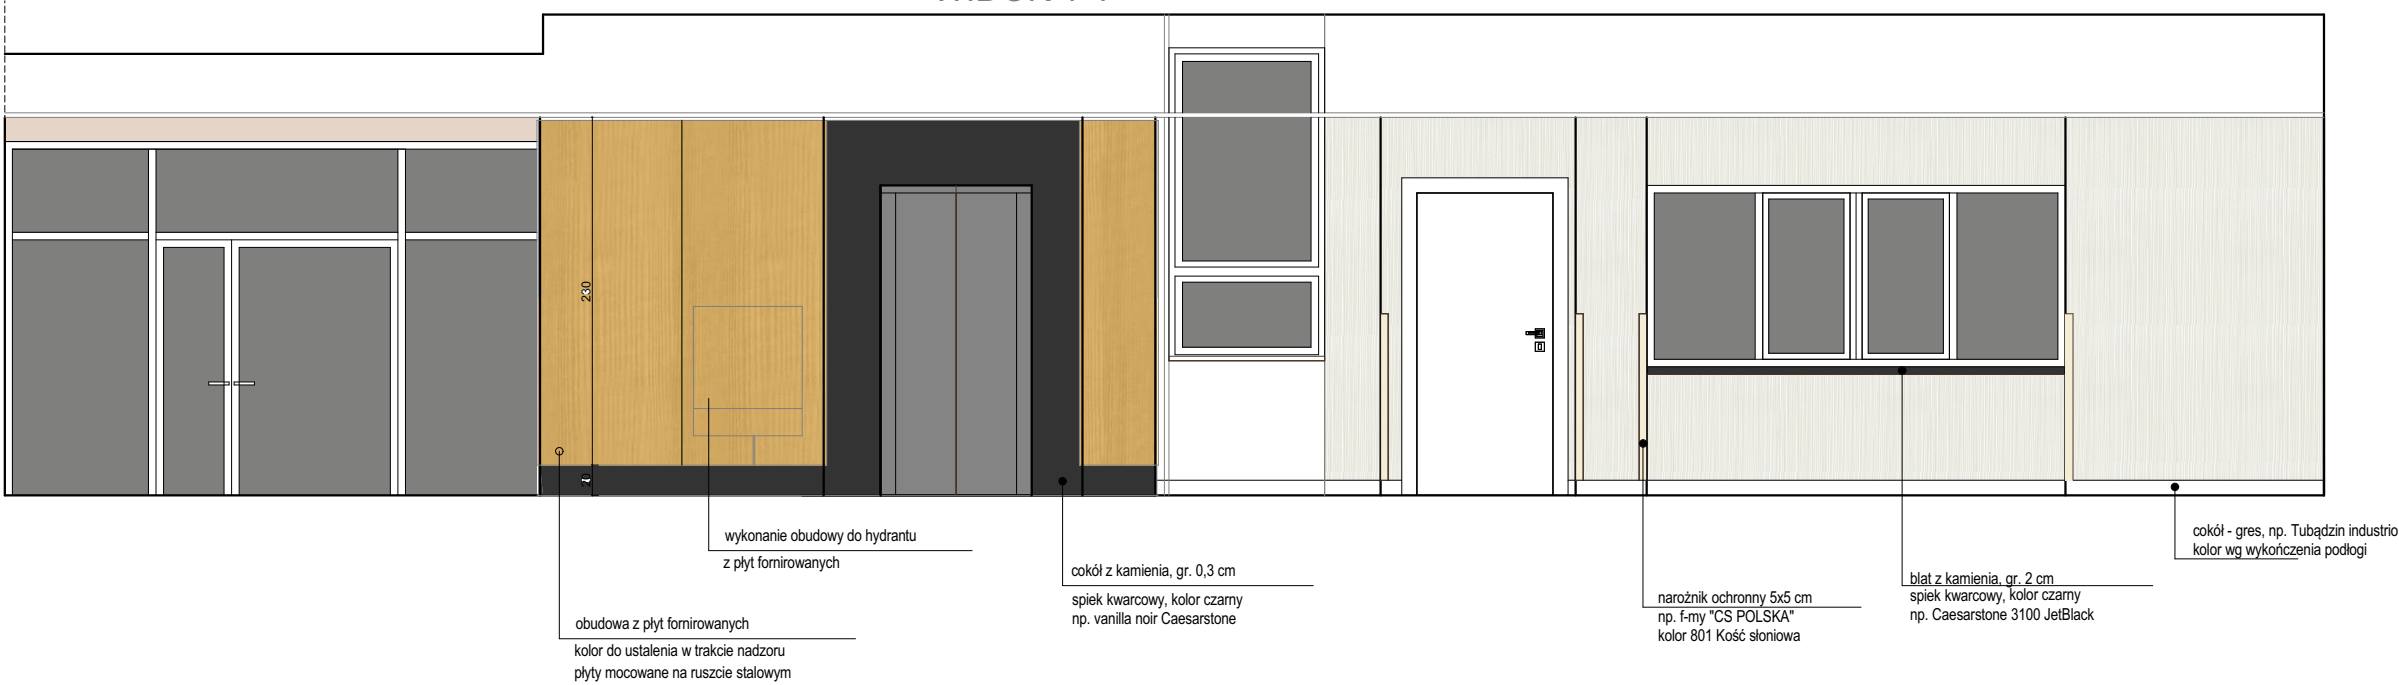 230
20
wykonanie obudowy do hydrantu
z płyt fornirowanych
obudowa z płyt fornirowanych
kolor do ustalenia w trakcie nadzoru
płyty mocowane na ruszcie stalowym
cokół z kamienia, gr. 0,3 cm
spiek kwarcowy, kolor czarny
np. vanilla noir Caesarstone
narożnik ochronny 5x5 cm
np. f-my "CS POLSKA"
kolor 801 Kość słoniowa
blat z kamienia, gr. 2 cm
spiek kwarcowy, kolor czarny
np. Caesarstone 3100 JetBlack
cokół - gres, np. Tubądzin industrio
kolor wg wykończenia podłogi